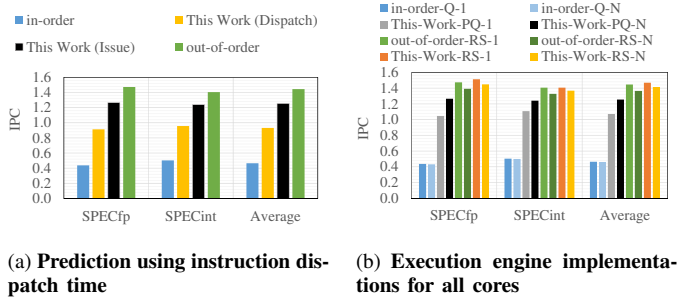 in-order
This Work (Dispatch)
This Work (Issue)
out-of-order
1.6
1.4
1.2
1.0
0.8
0.6
0.4
0.2
0.0
IPC
SPECfp
SPECint
Average
(a) Prediction using instruction dis-
patch time
in-order-Q-1
in-order-Q-N
This-Work-PQ-1
This-Work-PQ-N
out-of-order-RS-1
out-of-order-RS-N
This-Work-RS-1
This-Work-RS-N
1.6
1.4
1.2
1.0
0.8
0.6
0.4
0.2
0.0
IPC
SPECfp
SPECint
Average
(b) Execution engine implementa-
tions for all cores